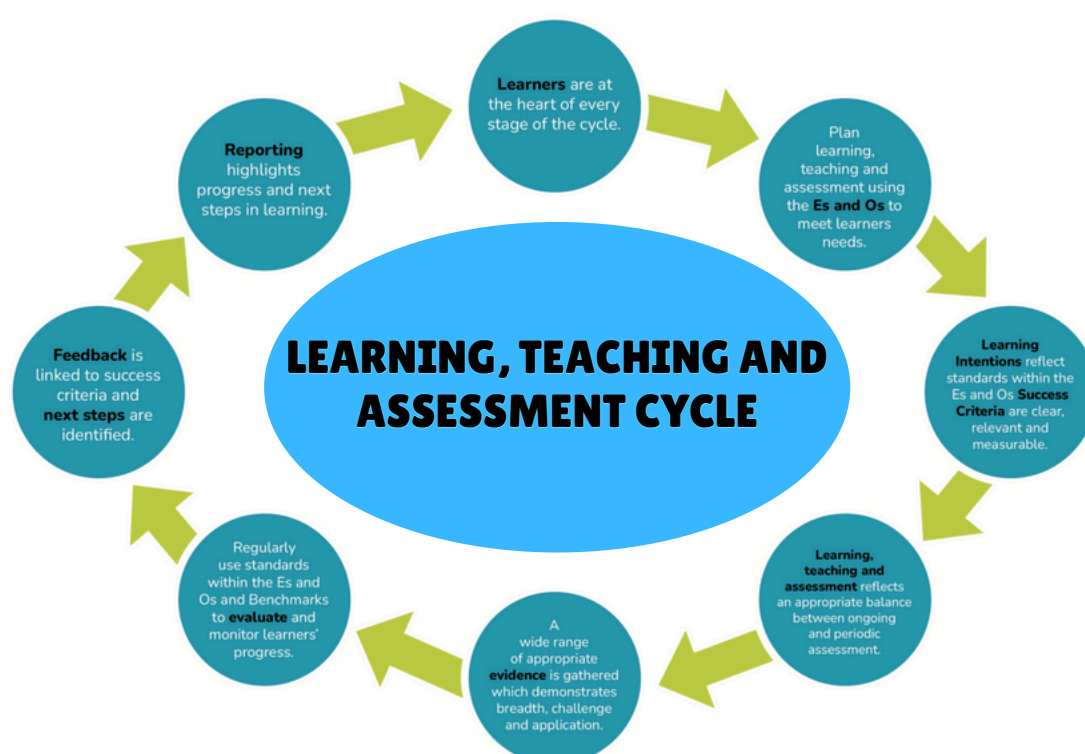 Learners are at
the heart of every
stage of the cycle.
Plan
learning,
teaching and
assessment using
the Es and Os to
meet learners
needs.
Learning
Intentions reflect
standards within the
Es and Os Success
Criteria are clear,
relevant and
measurable.
Learning,
teaching and
assessment reflects
an appropriate balance
between ongoing
and periodic
assessment.
A
wide range
of appropriate
evidence is gathered
which demonstrates
breadth, challenge
and application.
Regularly
use standards
within the Es and
Os and Benchmarks
to evaluate and
monitor learners'
progress.
Feedback is
linked to success
criteria and
next steps are
identified.
Reporting
highlights
progress and next
steps in learning.
LEARNING, TEACHING AND
ASSESSMENT CYCLE